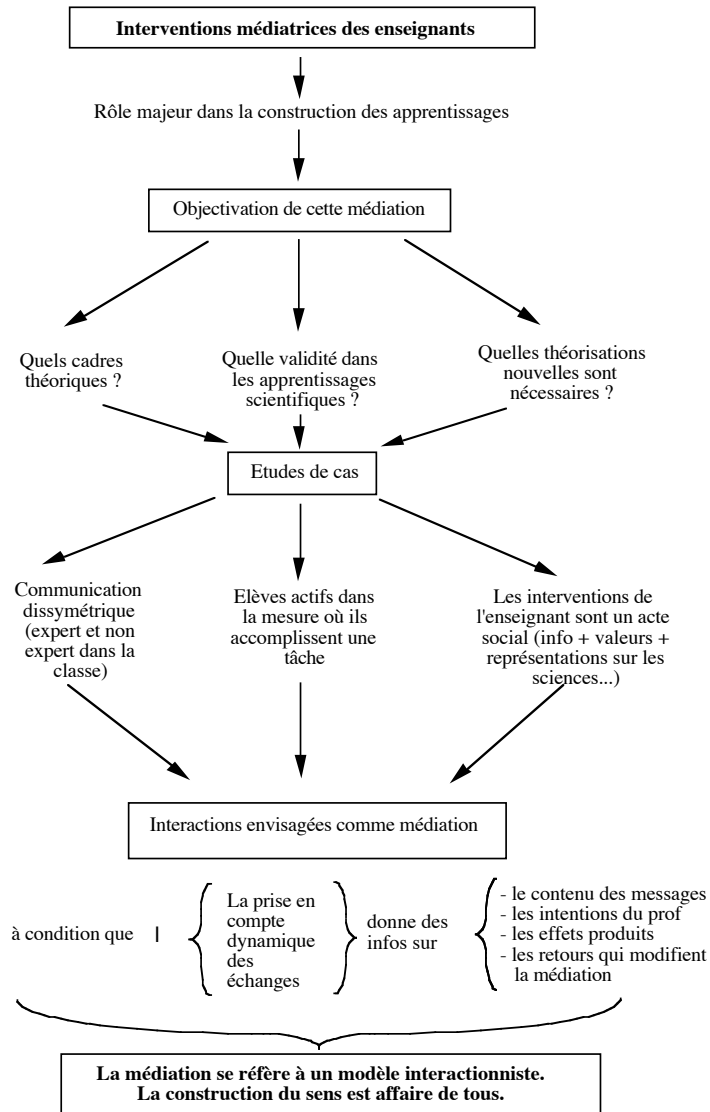 Interventions médiatrices des enseignants
Rôle majeur dans la construction des apprentissages
Objectivation de cette médiation
Quels cadres
théoriques ?
Quelle validité dans
les apprentissages
scientifiques ?
Quelles théorisations
nouvelles sont
nécessaires ?
Etudes de cas
Communication
dissymétrique
(expert et non
expert dans la
classe)
Elèves actifs dans
la mesure où ils
accomplissent une
tâche
Les interventions de
l'enseignant sont un acte
social (info + valeurs +
représentations sur les
sciences...)
Interactions envisagées comme médiation
à condition que l
La prise en
compte
dynamique
des
échanges
donne des
infos sur
- le contenu des messages
- les intentions du prof
- les effets produits
- les retours qui modifient
la médiation
La médiation se réfère à un modèle interactionniste.
La construction du sens est affaire de tous.